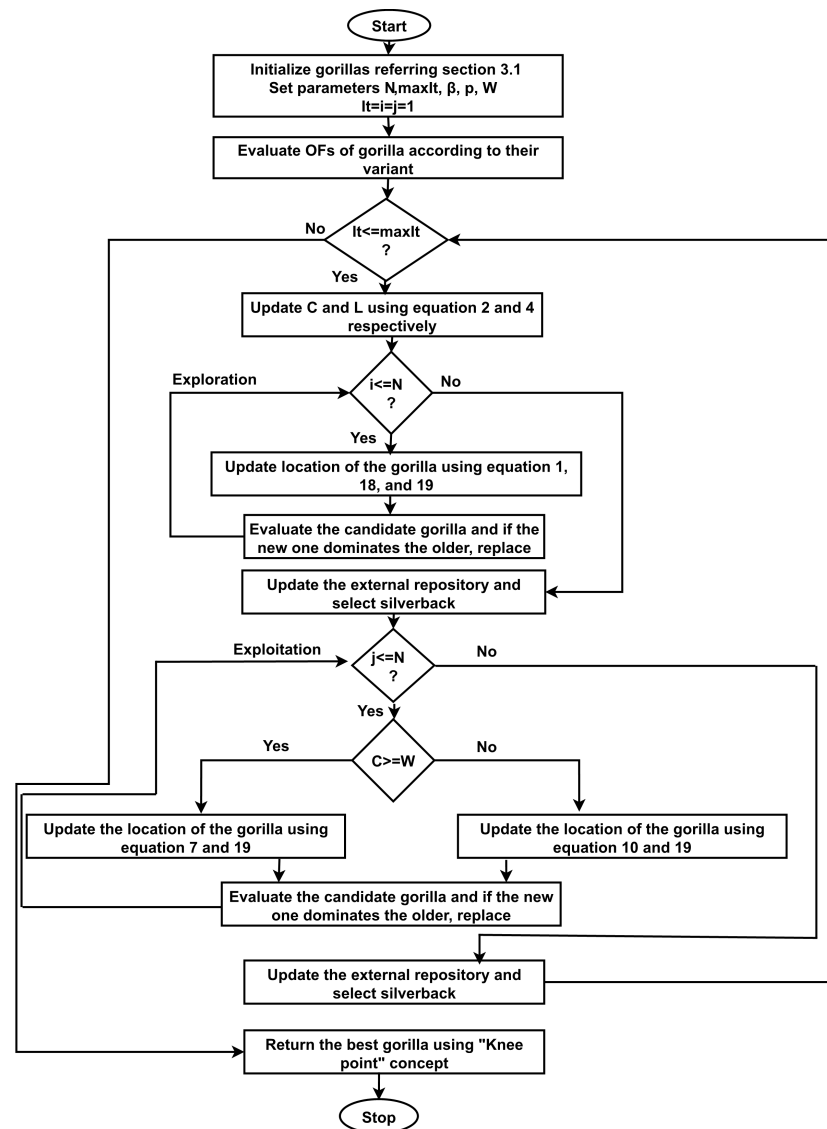 Start
Initialize gorillas referring section 3.1
Set parameters N,maxIt, β, p, W
It=i=j=1
Evaluate OFs of gorilla according to their
variant
No
It<=maxIt
?
Yes
Update C and L using equation 2 and 4
respectively
Exploration
i<=N
?
No
Yes
Update location of the gorilla using equation 1,
18, and 19
Evaluate the candidate gorilla and if the
new one dominates the older, replace
Update the external repository and
select silverback
Exploitation
j<=N
?
No
Yes
Yes
C>=W
No
Update the location of the gorilla using
equation 7 and 19
Update the location of the gorilla using
equation 10 and 19
Evaluate the candidate gorilla and if the new
one dominates the older, replace
Update the external repository and
select silverback
Return the best gorilla using "Knee
point" concept
Stop